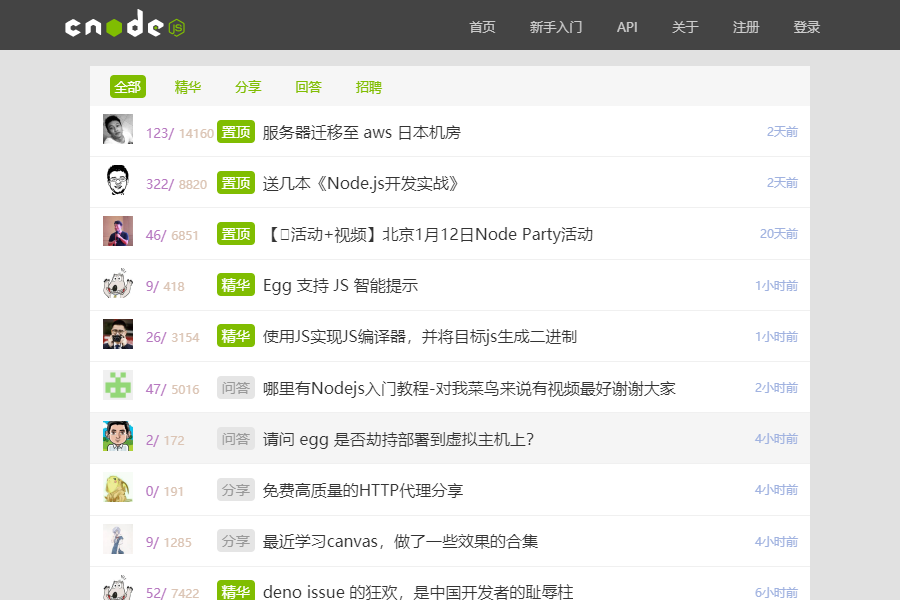 cnode JS 首页 新手入门 API 关于 注册 登录
全部 精华 分享 回答 招聘
123/ 14160 置顶 服务器迁移至 aws 日本机房 2天前
322/ 8820 置顶 送几本《Node.js开发实战》 2天前
46/ 6851 置顶 【▯活动+视频】北京1月12日Node Party活动 20天前
9/ 418 精华 Egg 支持 JS 智能提示 1小时前
26/ 3154 精华 使用JS实现JS编译器，并将目标js生成二进制 1小时前
47/ 5016 问答 哪里有Nodejs入门教程-对我菜鸟来说有视频最好谢谢大家 2小时前
2/ 172 问答 请问 egg 是否劫持部署到虚拟主机上？ 4小时前
0/ 191 分享 免费高质量的HTTP代理分享 4小时前
9/ 1285 分享 最近学习canvas，做了一些效果的合集 4小时前
52/ 7422 精华 deno issue 的狂欢，是中国开发者的耻辱柱 6小时前